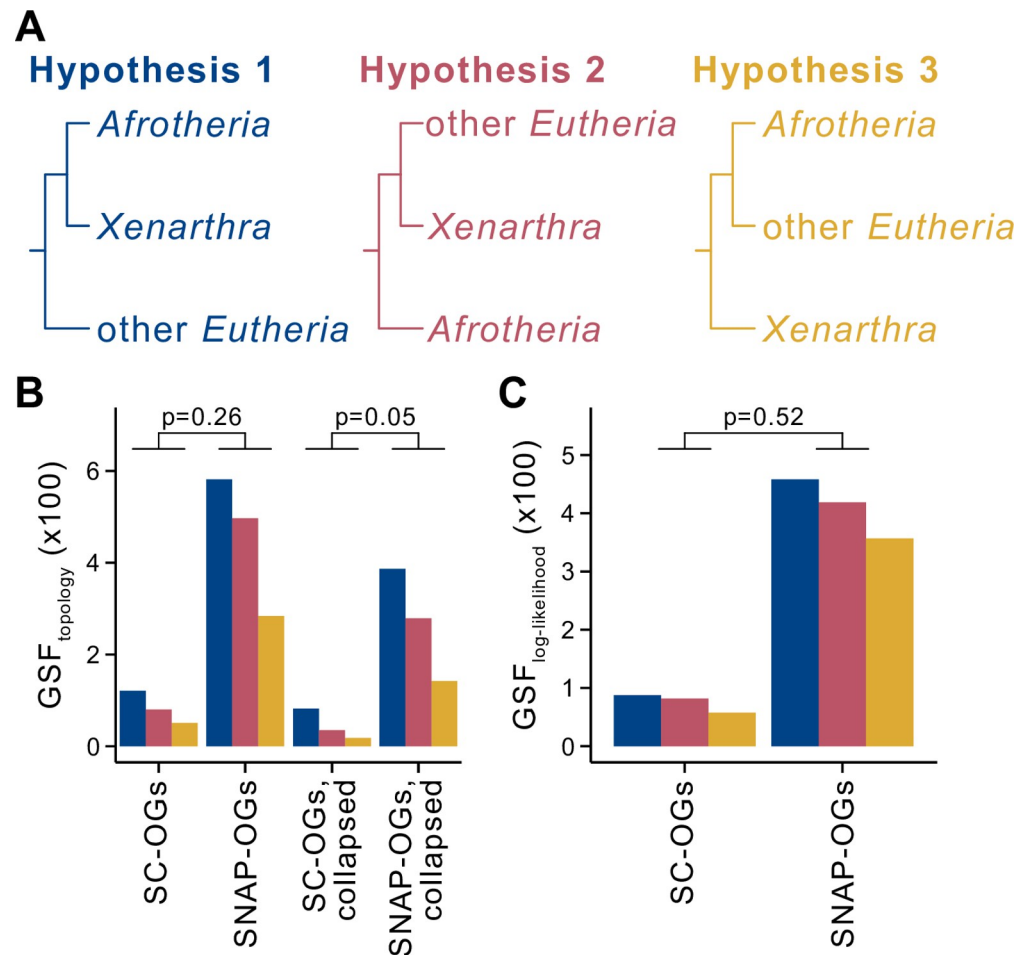 A
Hypothesis 1
Hypothesis 2
Hypothesis 3
Afrotheria
Xenarthra
other Eutheria
other Eutheria
Xenarthra
Afrotheria
Afrotheria
other Eutheria
Xenarthra
B
p=0.26
p=0.05
GSFtopology (x100)
6
4
2
0
SC-OGs
SNAP-OGs
SC-OGs,
collapsed
SNAP-OGs,
collapsed
C
p=0.52
GSFlog-likelihood (x100)
5
4
3
2
1
0
SC-OGs
SNAP-OGs